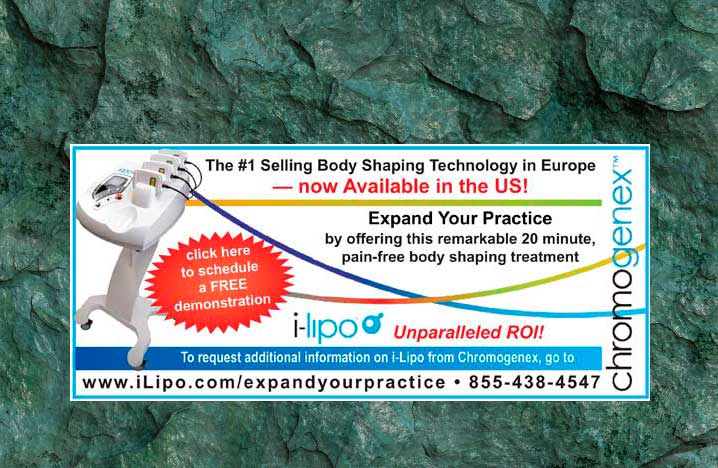 The #1 Selling Body Shaping Technology in Europe
— now Available in the US!
Expand Your Practice
by offering this remarkable 20 minute,
pain-free body shaping treatment
click here
to schedule
a FREE
demonstration
i-lipo™
Unparalleled ROI!
To request additional information on i-Lipo from Chromogenex, go to
www.iLipo.com/expandyourpractice • 855-438-4547
chromogenex™